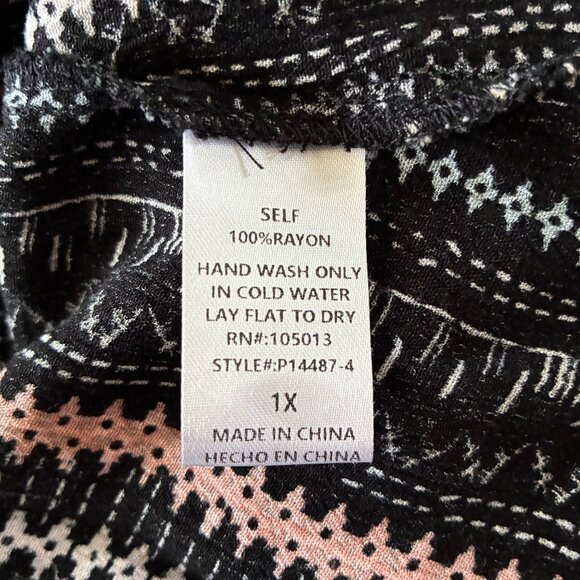 SELF
100%RAYON
HAND WASH ONLY
IN COLD WATER
LAY FLAT TO DRY
RN#:105013
STYLE#:P14487-4
1X
MADE IN CHINA
HECHO EN CHINA